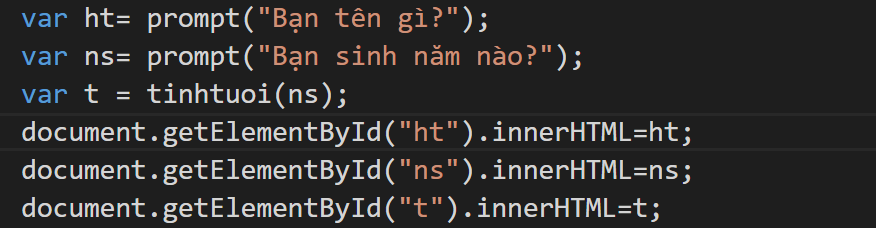 var ht= prompt("Bạn tên gì?");
var ns= prompt("Bạn sinh năm nào?");
var t = tinhtuoi(ns);
document.getElementById("ht").innerHTML=ht;
document.getElementById("ns").innerHTML=ns;
document.getElementById("t").innerHTML=t;